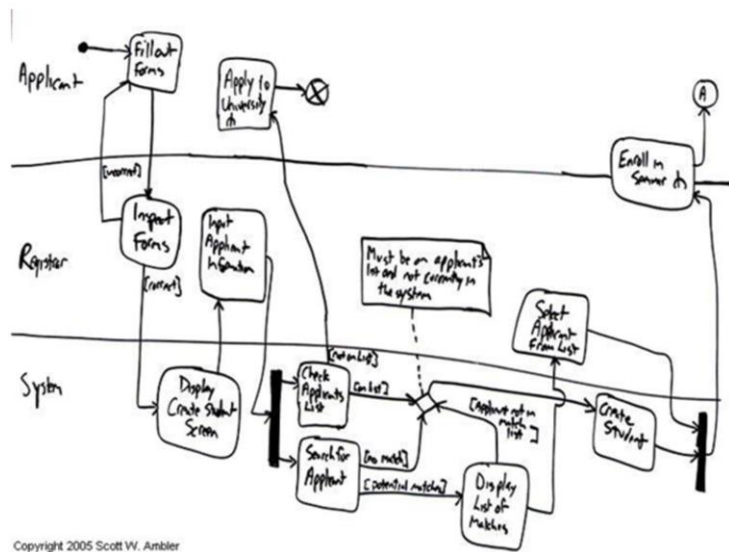 Applicant
Fill out
Forms
Apply to
University
A
[incorrect]
Enroll in
Seminar
Registrar
Inspect
Forms
Input
Applicant
Information
Must be on applicants
list and not currently in
the system
[correct]
Select
Applicant
From List
System
Display
Create Student
Screen
[not on list]
Check
Applicants
List
[on list]
[Applicant not in
match
list
]
Create
Student
Search for
Applicant
[no match]
[potential matches]
Display
List of
Matches
Copyright 2005 Scott W. Ambler